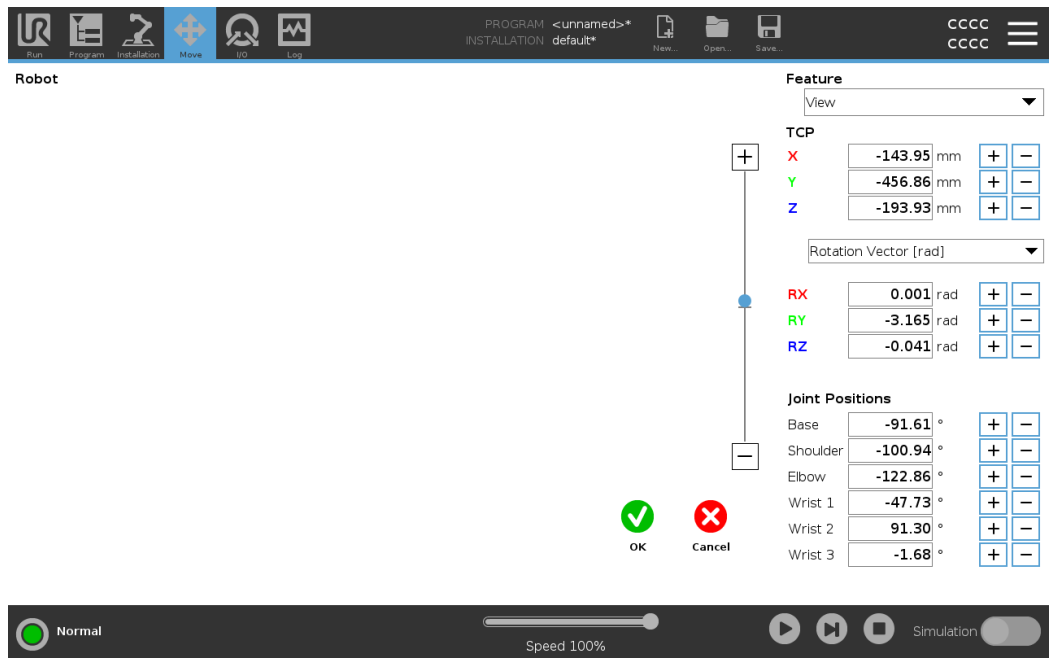 PROGRAM <unnamed>*
INSTALLATION default*
CCCC
CCCC
UR
Run
Program
Installation
Move
I/O
Log
New...
Open...
Save...
Robot
Feature
View
TCP
X -143.95 mm + −
Y -456.86 mm + −
Z -193.93 mm + −
Rotation Vector [rad]
RX 0.001 rad + −
RY -3.165 rad + −
RZ -0.041 rad + −
Joint Positions
Base -91.61 ° + −
Shoulder -100.94 ° + −
Elbow -122.86 ° + −
Wrist 1 -47.73 ° + −
Wrist 2 91.30 ° + −
Wrist 3 -1.68 ° + −
+
−
OK
Cancel
Normal
Speed 100%
Simulation